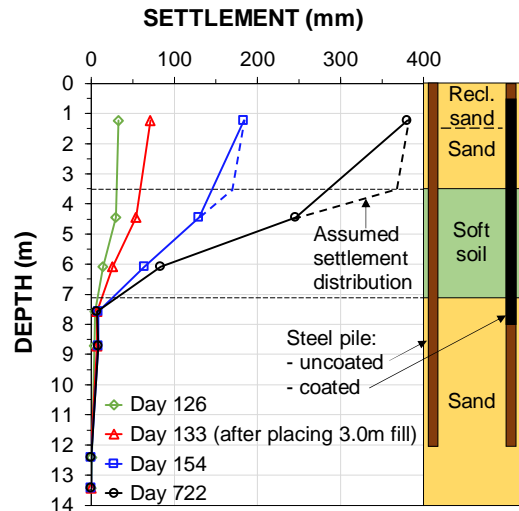 SETTLEMENT (mm)
0 100 200 300 400
DEPTH (m)
0
1
2
3
4
5
6
7
8
9
10
11
12
13
14
Recl.
sand
Sand
Soft
soil
Sand
Assumed
settlement
distribution
Steel pile:
- uncoated
- coated
Day 126
Day 133 (after placing 3.0m fill)
Day 154
Day 722